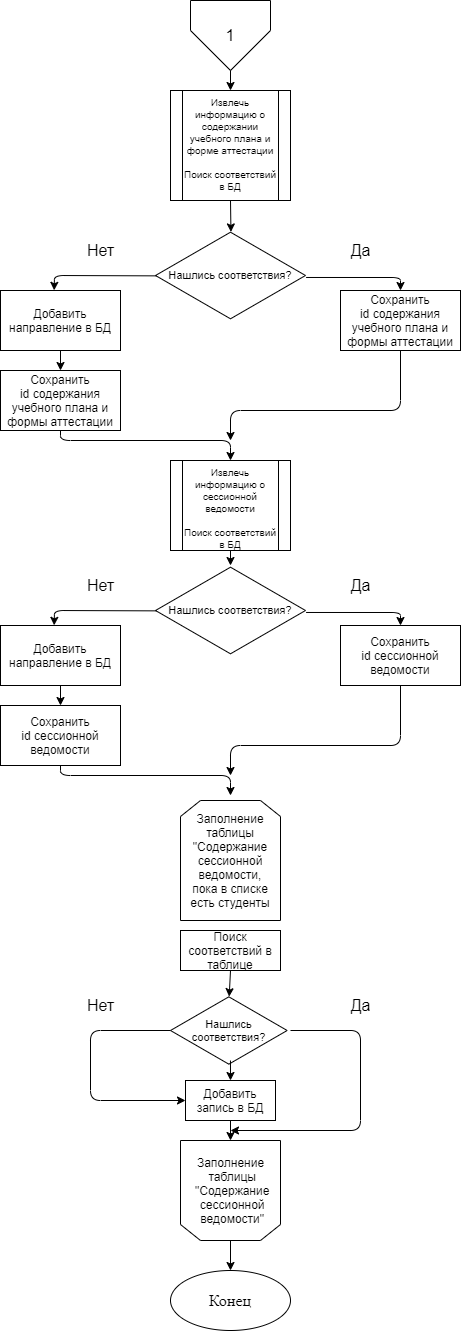 1
Извлечь
информацию о
содержании
учебного плана и
форме аттестации
Поиск соответствий
в БД
Нет
Да
Нашлись соответствия?
Добавить
направление в БД
Сохранить
id содержания
учебного плана и
формы аттестации
Сохранить
id содержания
учебного плана и
формы аттестации
Извлечь
информацию о
сессионной
ведомости
Поиск соответствий
в БД
Нет
Да
Нашлись соответствия?
Добавить
направление в БД
Сохранить
id сессионной
ведомости
Сохранить
id сессионной
ведомости
Заполнение
таблицы
"Содержание
сессионной
ведомости,
пока в списке
есть студенты
Поиск
соответствий в
таблице
Нет
Да
Нашлись
соответствия?
Добавить
запись в БД
Заполнение
таблицы
"Содержание
сессионной
ведомости"
Конец